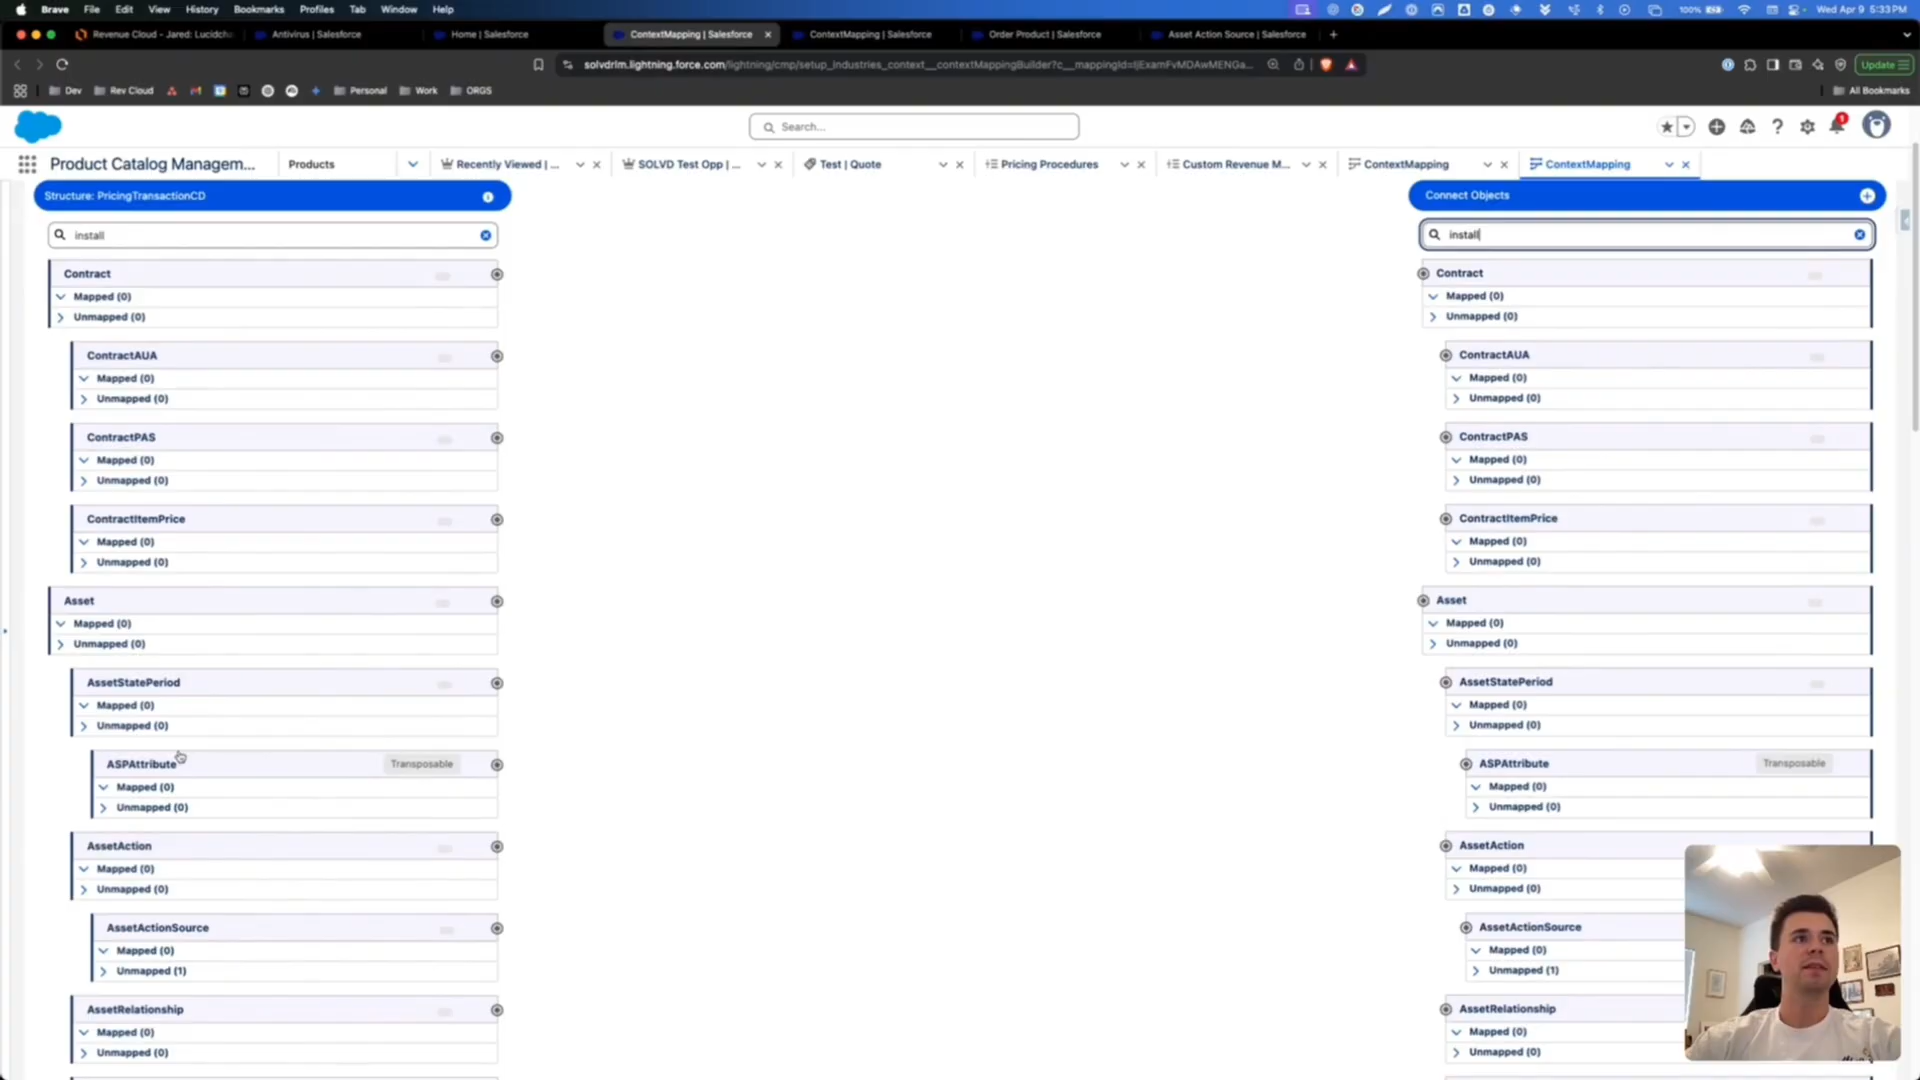 Brave File Edit View History Bookmarks Profiles Tab Window Help 100% Wed Apr 9 5:33 PM
Revenue Cloud - Jared: Lucidcha Antivirus | Salesforce Home | Salesforce ContextMapping | Salesforce ContextMapping | Salesforce Order Product | Salesforce Asset Action Source | Salesforce
solvdrlm.lightning.force.com/lightning/cmp/setup_industries_context__contextMappingBuilder?c__mappingId=IjExamFvMDAwMENGa... Update
Dev Rev Cloud Personal Work ORGS All Bookmarks
Search... 1
Product Catalog Managem... Products Recently Viewed | ... SOLVD Test Opp | ... Test | Quote Pricing Procedures Custom Revenue M... ContextMapping ContextMapping
Structure: PricingTransactionCD
install
Contract
Mapped (0)
Unmapped (0)
ContractAUA
Mapped (0)
Unmapped (0)
ContractPAS
Mapped (0)
Unmapped (0)
ContractItemPrice
Mapped (0)
Unmapped (0)
Asset
Mapped (0)
Unmapped (0)
AssetStatePeriod
Mapped (0)
Unmapped (0)
ASPAttribute Transposable
Mapped (0)
Unmapped (0)
AssetAction
Mapped (0)
Unmapped (0)
AssetActionSource
Mapped (0)
Unmapped (1)
AssetRelationship
Mapped (0)
Unmapped (0)
Connect Objects
install
Contract
Mapped (0)
Unmapped (0)
ContractAUA
Mapped (0)
Unmapped (0)
ContractPAS
Mapped (0)
Unmapped (0)
ContractItemPrice
Mapped (0)
Unmapped (0)
Asset
Mapped (0)
Unmapped (0)
AssetStatePeriod
Mapped (0)
Unmapped (0)
ASPAttribute Transposable
Mapped (0)
Unmapped (0)
AssetAction
Mapped (0)
Unmapped (0)
AssetActionSource
Mapped (0)
Unmapped (1)
AssetRelationship
Mapped (0)
Unmapped (0)